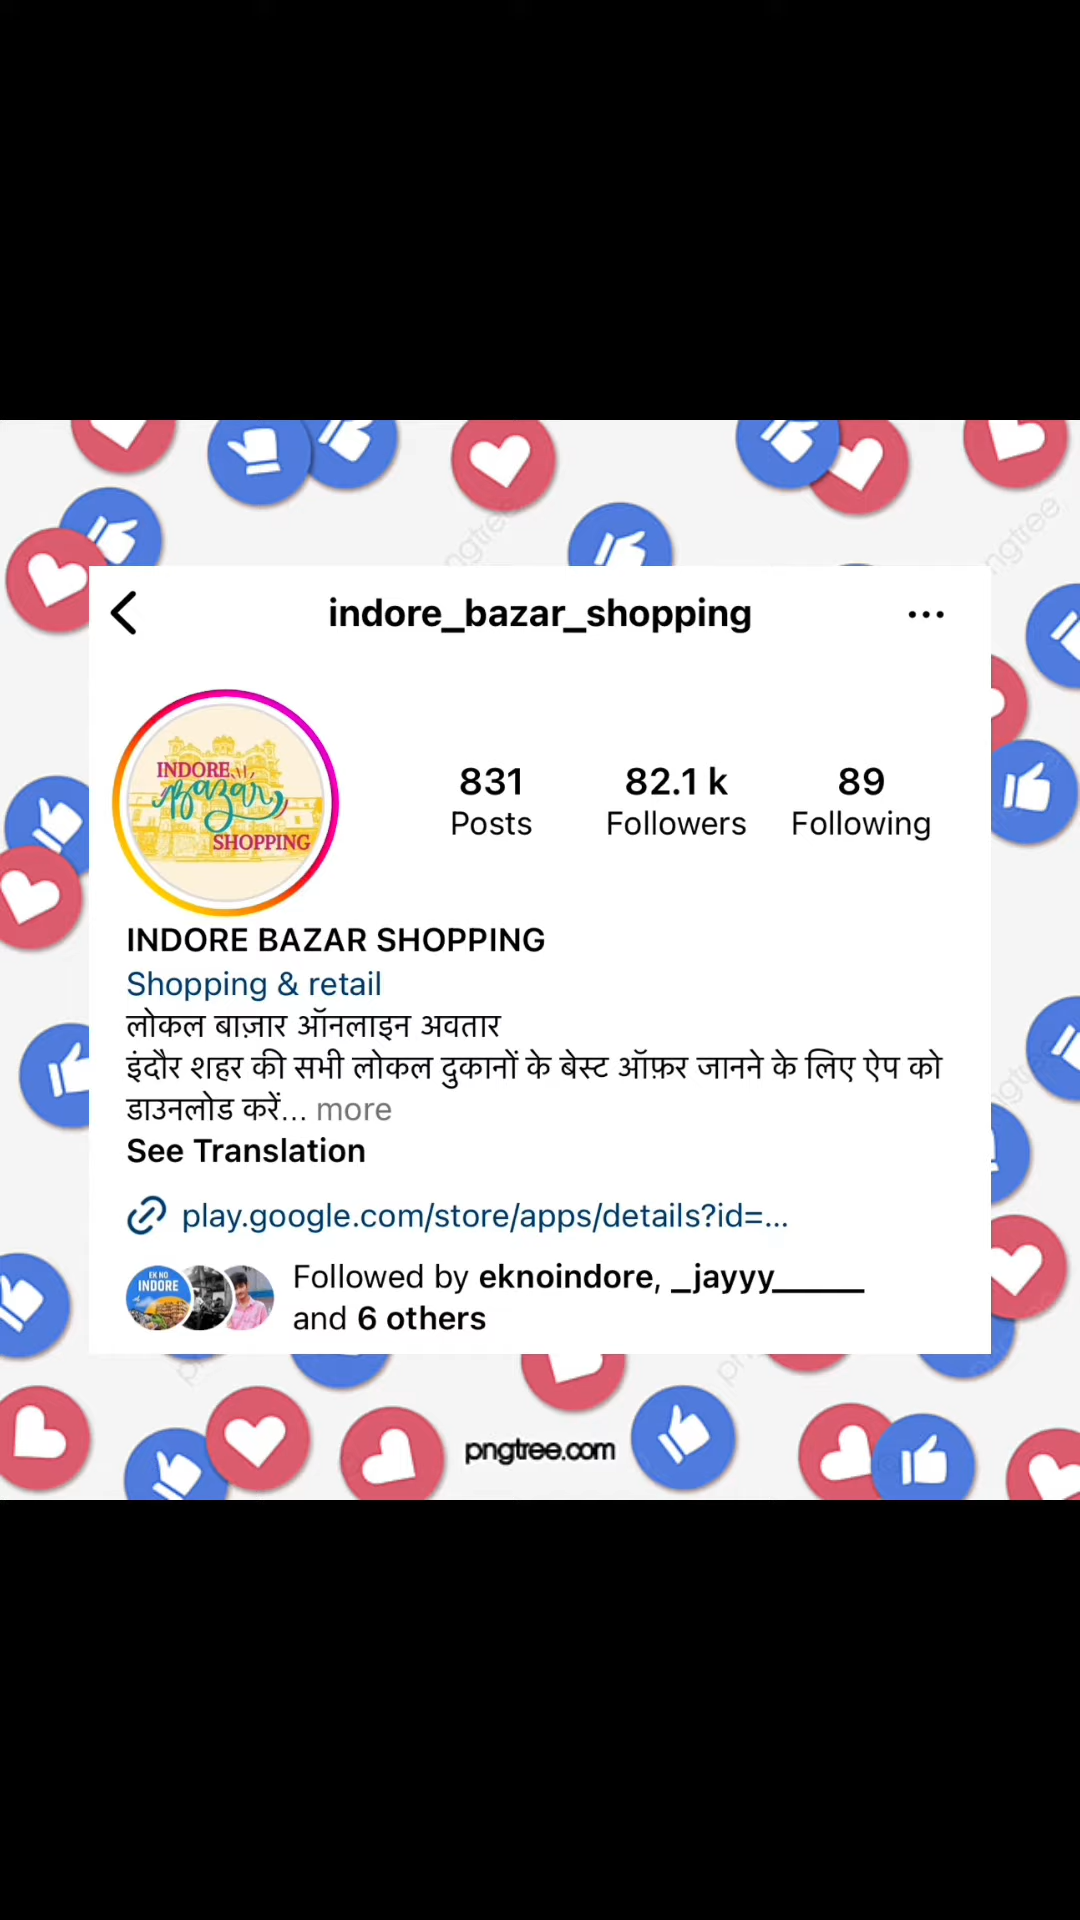 indore_bazar_shopping
INDORE
Bazar
SHOPPING
831 82.1 k 89
Posts Followers Following
INDORE BAZAR SHOPPING
Shopping & retail
लोकल बाज़ार ऑनलाइन अवतार
इंदौर शहर की सभी लोकल दुकानों के बेस्ट ऑफ़र जानने के लिए ऐप को
डाउनलोड करें... more
See Translation
play.google.com/store/apps/details?id=...
EK NO
INDORE
Followed by eknoindore, _jayyy______
and 6 others
pngtree.com